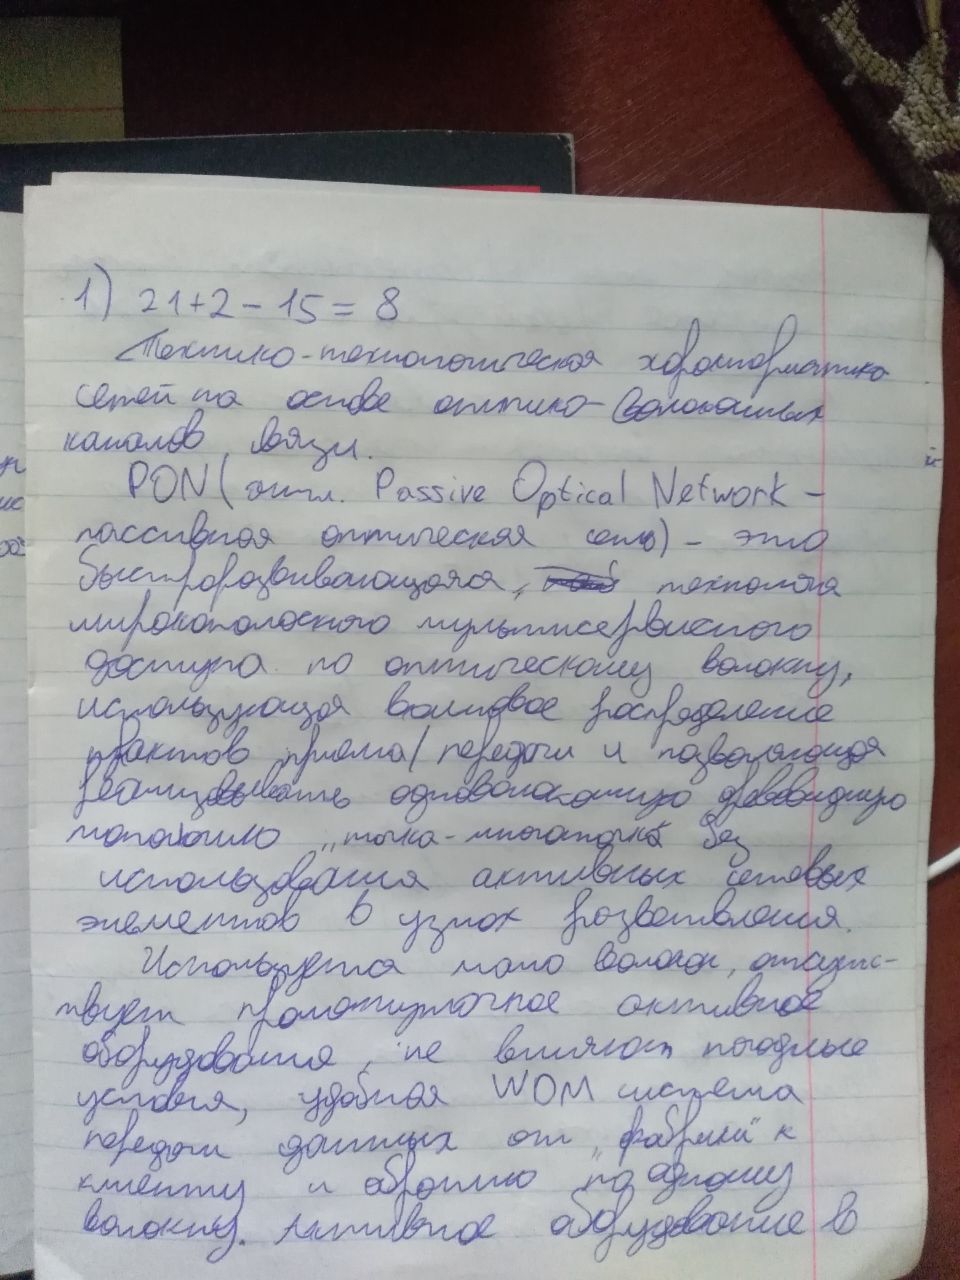 1) 21+2-15=8
Технико-технологическая характеристика
сетей на основе оптико-волоконных
каналов связи.
PON (англ. Passive Optical Network -
пассивная оптическая сеть) - это
быстроразвивающаяся, технология
широкополосного мультисервисного
доступа по оптическому волокну,
использующая волновое распределение
трактов приема/передачи и позволяющая
реализовывать одноволоконную древовидную
топологию „точка-многоточка" без
использования активных сетевых
элементов в узлах разветвления.
Используется мало волокон, отсутс-
твует промежуточное активное
оборудования, не влияют погодные
условия, удобная WDM система
передачи данных от „фабрики" к
клиенту и обратно по одному
волокну. Активное оборудование в